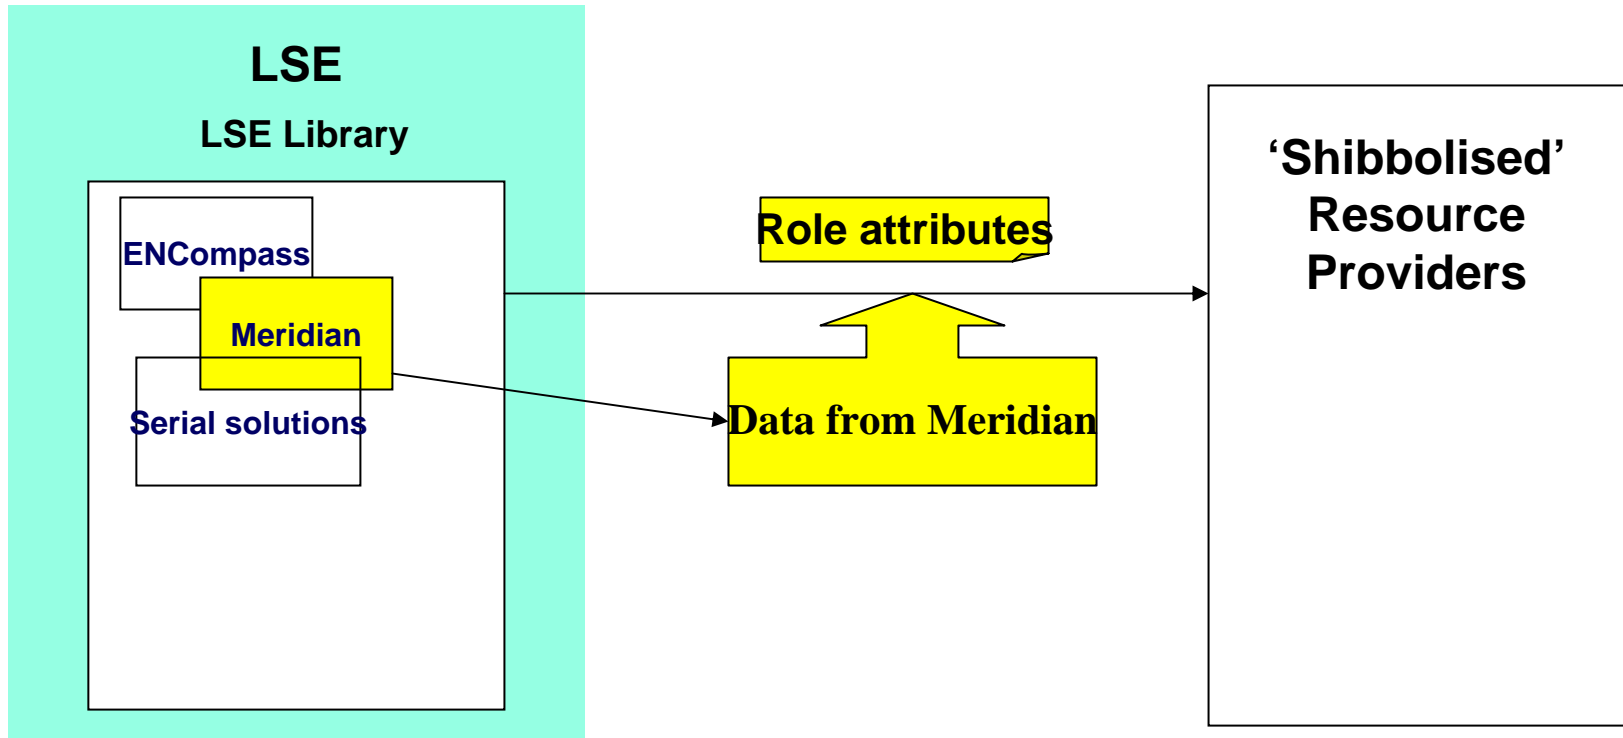 LSE
LSE Library
ENCompass
Meridian
Serial solutions
Role attributes
Data from Meridian
‘Shibbolised’
Resource
Providers